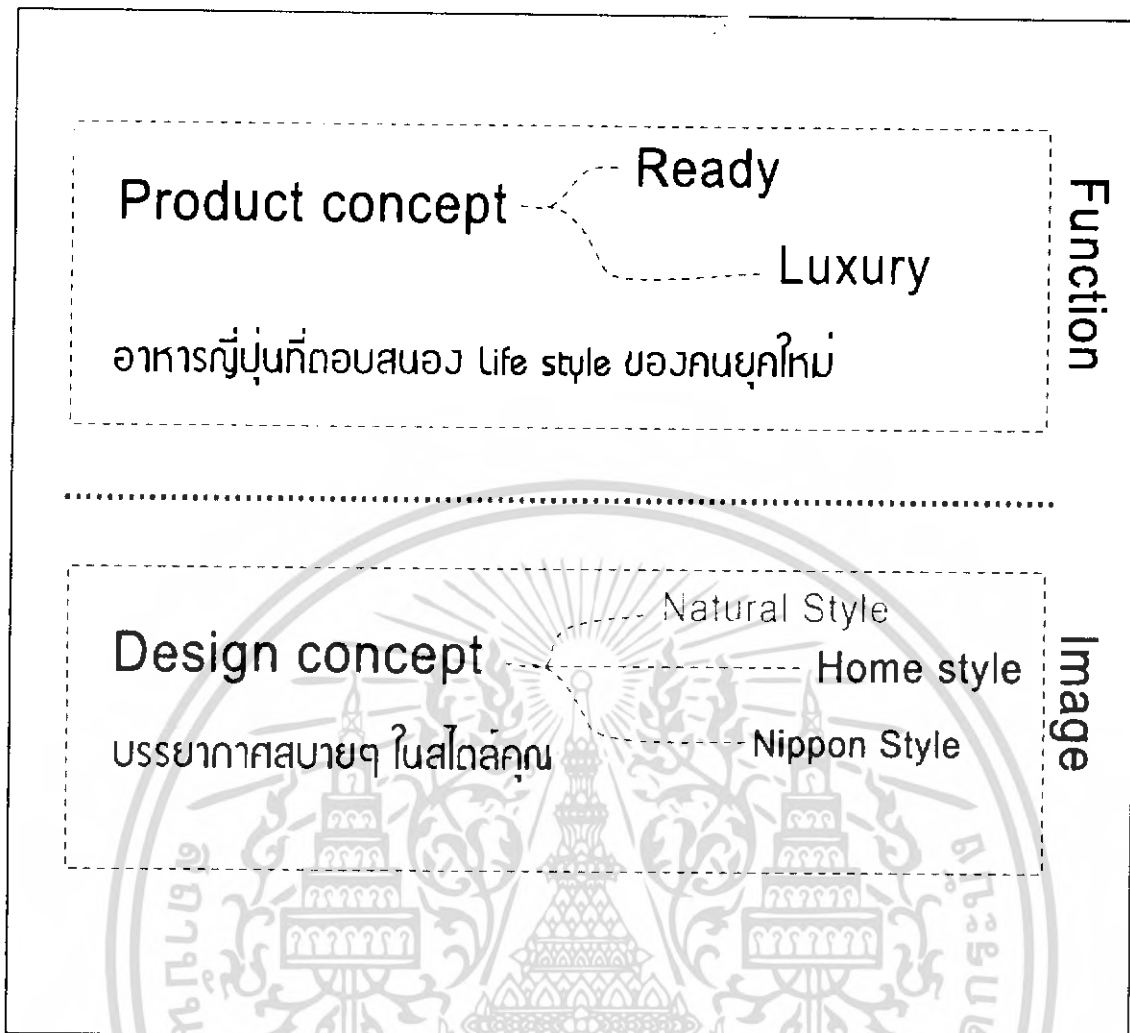 Product concept
Ready
Luxury
อาหารญี่ปุ่นที่ตอบสนอง Life style ของคนยุคใหม่
Function
Design concept
Natural Style
Home style
Nippon Style
บรรยากาศสบายๆ ในสไตล์คุณ
Image